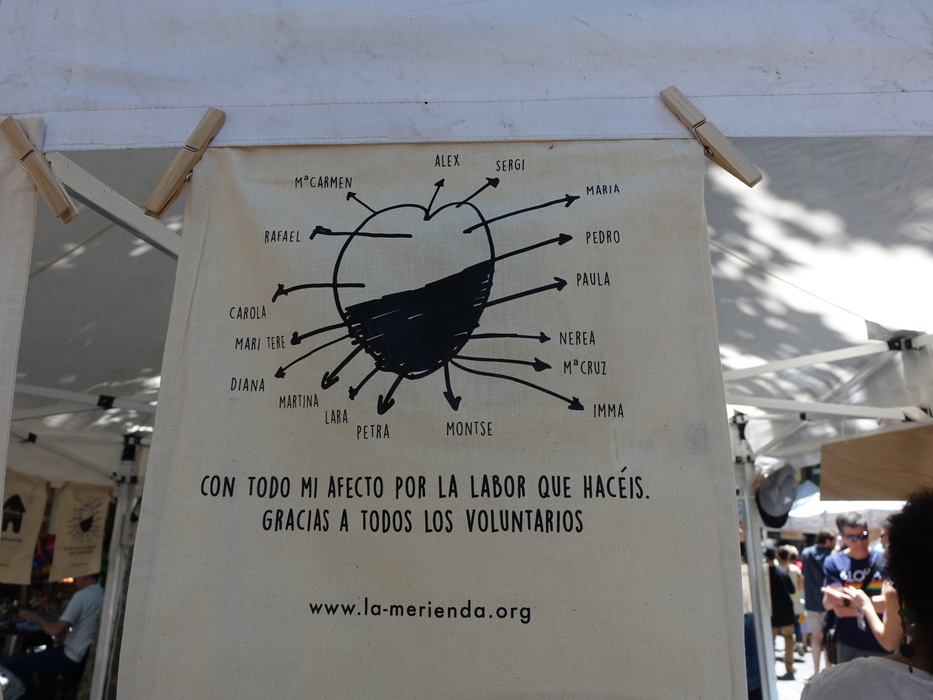 ALEX
SERGI
MªCARMEN
MARIA
RAFAEL
PEDRO
PAULA
CAROLA
MARI TERE
NEREA
MªCRUZ
DIANA
MARTINA
LARA
IMMA
PETRA
MONTSE
CON TODO MI AFECTO POR LA LABOR QUE HACÉIS.
GRACIAS A TODOS LOS VOLUNTARIOS
www.la-merienda.org